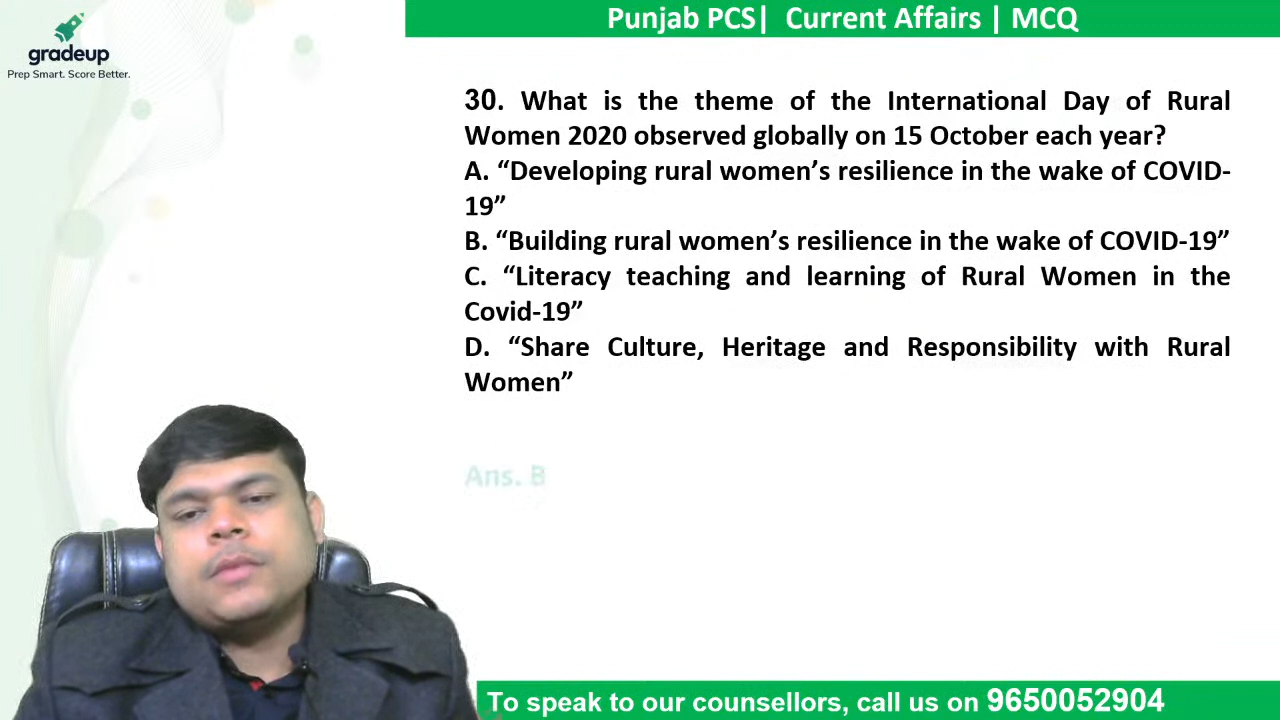 Punjab PCS| Current Affairs | MCQ
gradeup
Prep Smart. Score Better.
30. What is the theme of the International Day of Rural
Women 2020 observed globally on 15 October each year?
A. “Developing rural women’s resilience in the wake of COVID-
19”
B. “Building rural women’s resilience in the wake of COVID-19”
C. “Literacy teaching and learning of Rural Women in the
Covid-19”
D. “Share Culture, Heritage and Responsibility with Rural
Women”
Ans. B
To speak to our counsellors, call us on 9650052904